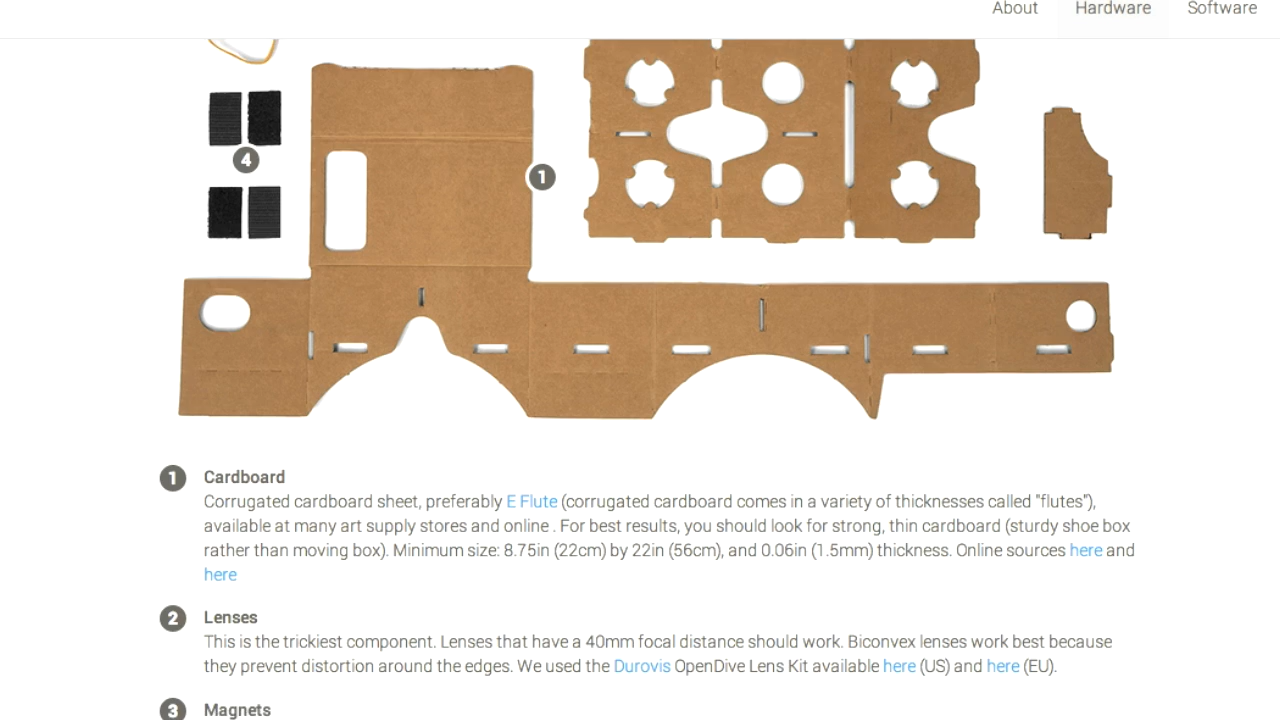 About Hardware Software
4
1
1 Cardboard
Corrugated cardboard sheet, preferably E Flute (corrugated cardboard comes in a variety of thicknesses called "flutes"),
available at many art supply stores and online . For best results, you should look for strong, thin cardboard (sturdy shoe box
rather than moving box). Minimum size: 8.75in (22cm) by 22in (56cm), and 0.06in (1.5mm) thickness. Online sources here and
here
2 Lenses
This is the trickiest component. Lenses that have a 40mm focal distance should work. Biconvex lenses work best because
they prevent distortion around the edges. We used the Durovis OpenDive Lens Kit available here (US) and here (EU).
3 Magnets